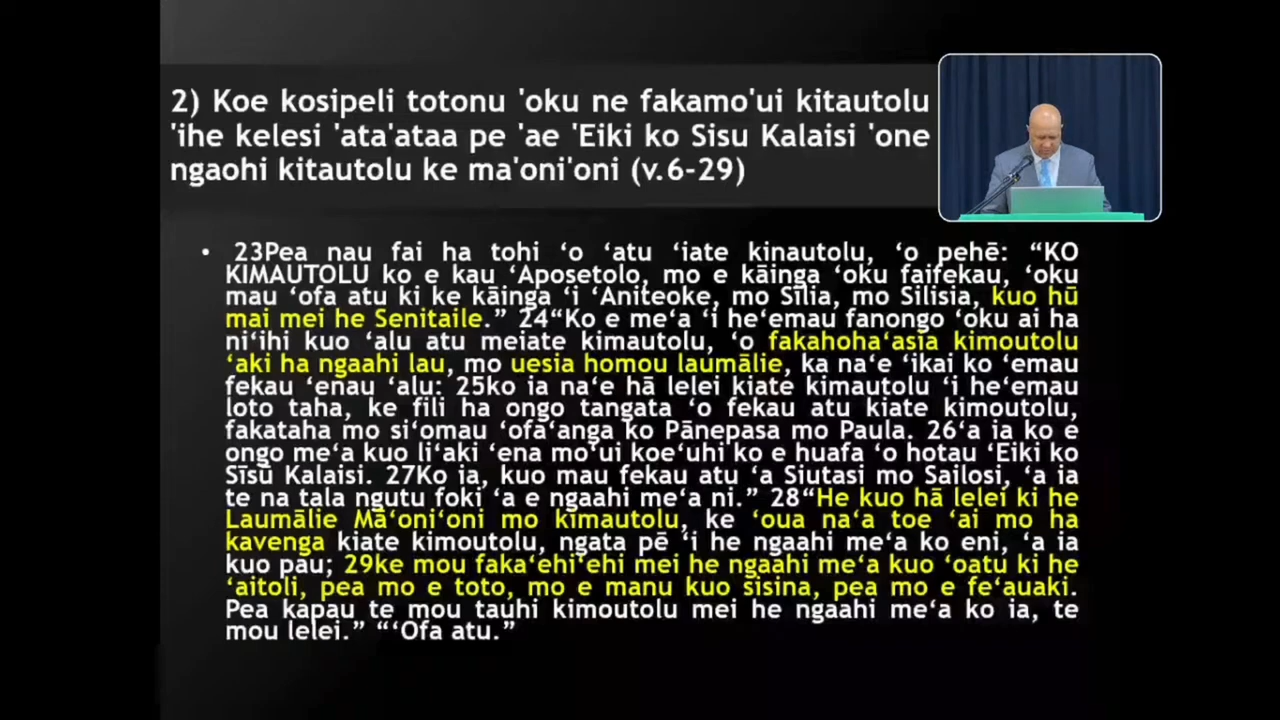 2) Koe kosipeli totonu 'oku ne fakamo'ui kitautolu
'ihe kelesi 'ata'ataa pe 'ae 'Eiki ko Sisu Kalaisi 'one
ngaohi kitautolu ke ma'oni'oni (v.6-29)
• 23Pea nau fai ha tohi ‘o ‘atu ‘iate kinautolu, ‘o pehē: “KO
KIMAUTOLU ko e kau ‘Aposetolo, mo e kāinga ‘oku faifekau, ‘oku
mau ‘ofa atu ki ke kāinga ‘i ‘Aniteoke, mo Sīlia, mo Silisia, kuo hū
mai mei he Senitaile.” 24“Ko e me‘a ‘i he‘emau fanongo ‘oku ai ha
ni‘ihi kuo ‘alu atu meiate kimautolu, ‘o fakahoha‘asia kimoutolu
‘aki ha ngaahi lau, mo uesia homou laumālie, ka na‘e ‘ikai ko ‘emau
fekau ‘enau ‘alu: 25ko ia na‘e hā lelei kiate kimautolu ‘i he‘emau
loto taha, ke fili ha ongo tangata ‘o fekau atu kiate kimoutolu,
fakataha mo si‘omau ‘ofa‘anga ko Pānepasa mo Paula. 26‘a ia ko e
ongo me‘a kuo li‘aki ‘ena mo‘ui koe‘uhi ko e huafa ‘o hotau ‘Eiki ko
Sīsū Kalaisi. 27Ko ia, kuo mau fekau atu ‘a Siutasi mo Sailosi, ‘a ia
te na tala ngutu foki ‘a e ngaahi me‘a ni.” 28“He kuo hā lelei ki he
Laumālie Mā‘oni‘oni mo kimautolu, ke ‘oua na‘a toe ‘ai mo ha
kavenga kiate kimoutolu, ngata pē ‘i he ngaahi me‘a ko eni, ‘a ia
kuo pau; 29ke mou faka‘ehi‘ehi mei he ngaahi me‘a kuo ‘oatu ki he
‘aitoli, pea mo e toto, mo e manu kuo sisina, pea mo e fe‘auaki.
Pea kapau te mou tauhi kimoutolu mei he ngaahi me‘a ko ia, te
mou lelei.” “‘Ofa atu.”